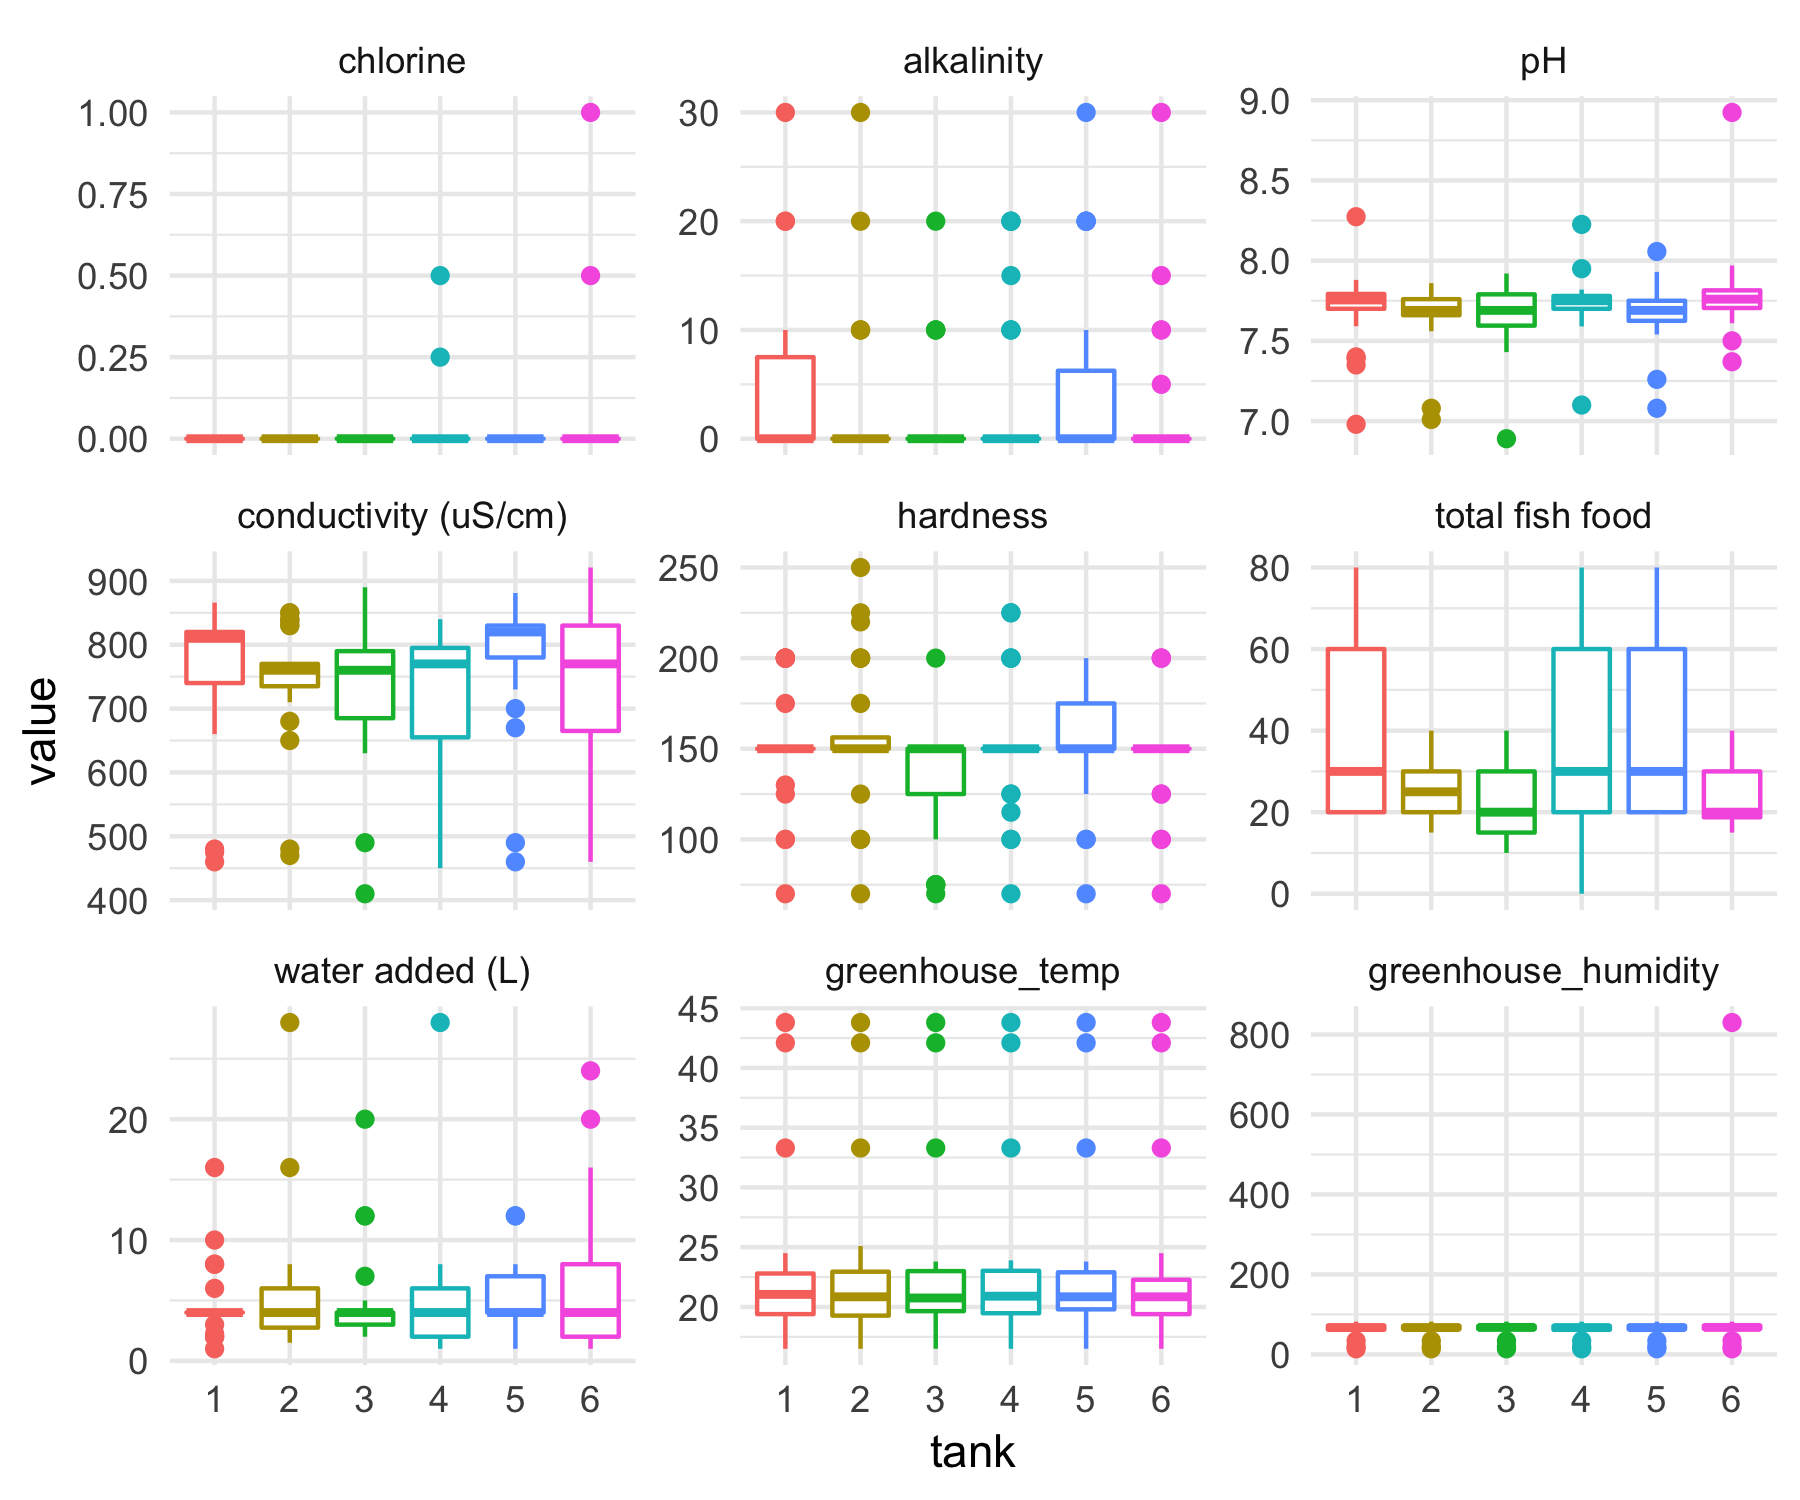 chlorine alkalinity pH
1.00 30 9.0
0.75 20 8.5
0.50 10 8.0
0.25 0 7.5
0.00 7.0
conductivity (uS/cm) hardness total fish food
900 250 80
800 200 60
700 150 40
600 100 20
500 0
400
value
water added (L) greenhouse_temp greenhouse_humidity
20 45 800
10 40 600
0 35 400
30 200
25 0
20
1 2 3 4 5 6 1 2 3 4 5 6 1 2 3 4 5 6
tank